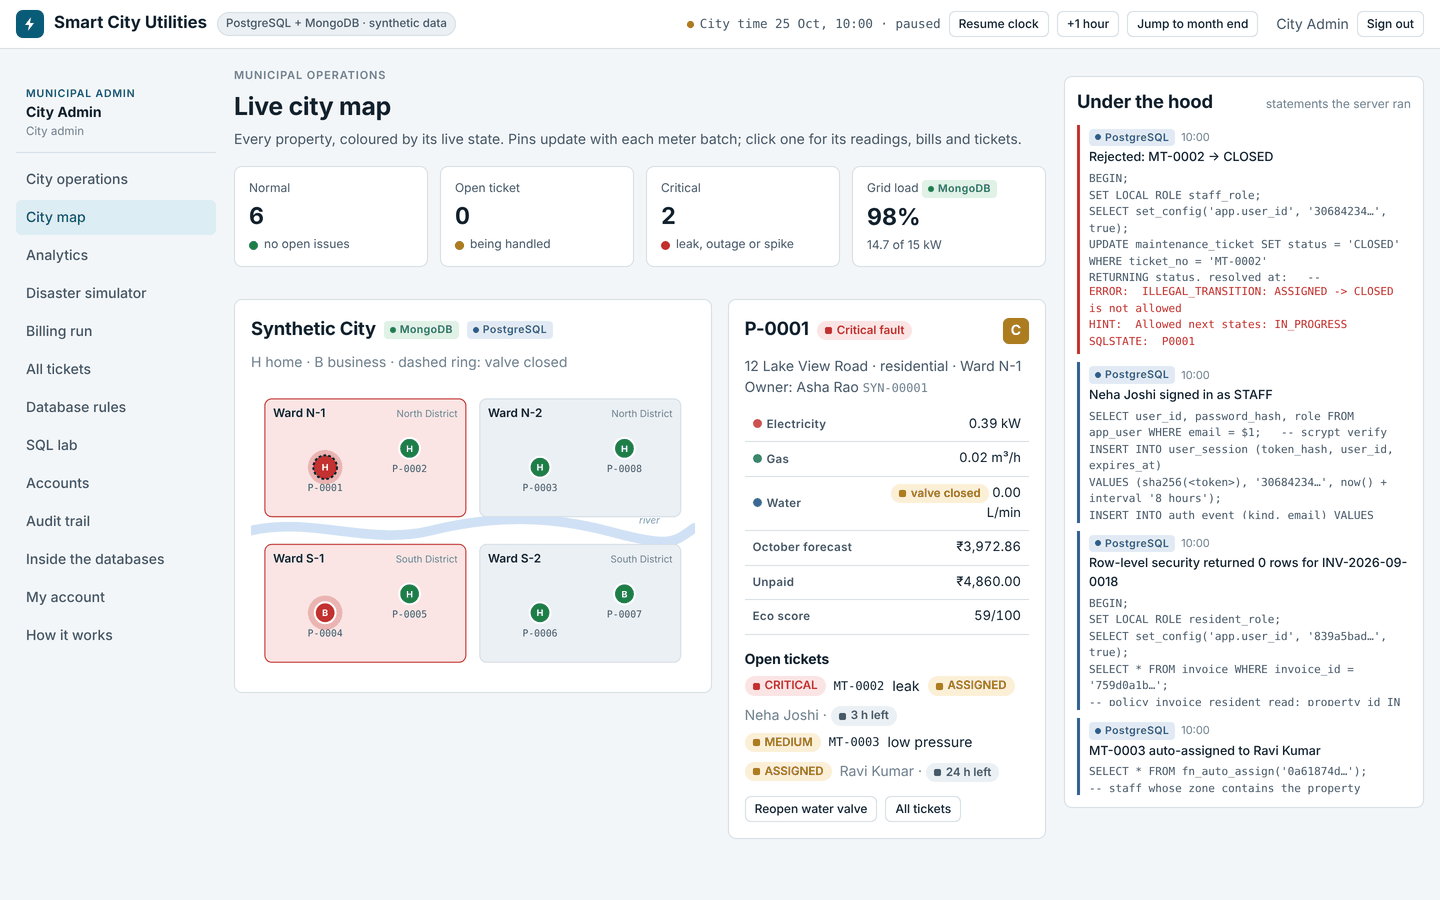 Smart City Utilities
PostgreSQL + MongoDB · synthetic data
City time 25 Oct, 10:00 · paused
Resume clock
+1 hour
Jump to month end
City Admin
Sign out
MUNICIPAL ADMIN
City Admin
City admin
City operations
City map
Analytics
Disaster simulator
Billing run
All tickets
Database rules
SQL lab
Accounts
Audit trail
Inside the databases
My account
How it works
MUNICIPAL OPERATIONS
Live city map
Every property, coloured by its live state. Pins update with each meter batch; click one for its readings, bills and tickets.
Normal
6
no open issues
Open ticket
0
being handled
Critical
2
leak, outage or spike
Grid load MongoDB
98%
14.7 of 15 kW
Synthetic City MongoDB PostgreSQL
H home · B business · dashed ring: valve closed
Ward N-1 North District
H
P-0001
H
P-0002
Ward N-2 North District
H
P-0003
H
P-0008
river
Ward S-1 South District
B
P-0004
H
P-0005
Ward S-2 South District
H
P-0006
B
P-0007
P-0001 Critical fault C
12 Lake View Road · residential · Ward N-1
Owner: Asha Rao SYN-00001
Electricity 0.39 kW
Gas 0.02 m³/h
Water valve closed 0.00
L/min
October forecast ₹3,972.86
Unpaid ₹4,860.00
Eco score 59/100
Open tickets
CRITICAL MT-0002 leak ASSIGNED
Neha Joshi · 3 h left
MEDIUM MT-0003 low pressure
ASSIGNED Ravi Kumar · 24 h left
Reopen water valve
All tickets
Under the hood statements the server ran
PostgreSQL 10:00
Rejected: MT-0002 → CLOSED
BEGIN;
SET LOCAL ROLE staff_role;
SELECT set_config('app.user_id', '30684234…',
true);
UPDATE maintenance_ticket SET status = 'CLOSED'
WHERE ticket_no = 'MT-0002'
RETURNING status, resolved_at; --
ERROR: ILLEGAL_TRANSITION: ASSIGNED -> CLOSED
is not allowed
HINT: Allowed next states: IN_PROGRESS
SQLSTATE: P0001
PostgreSQL 10:00
Neha Joshi signed in as STAFF
SELECT user_id, password_hash, role FROM
app_user WHERE email = $1; -- scrypt verify
INSERT INTO user_session (token_hash, user_id,
expires_at)
VALUES (sha256(<token>), '30684234…', now() +
interval '8 hours');
INSERT INTO auth_event (kind, email) VALUES
PostgreSQL 10:00
Row-level security returned 0 rows for INV-2026-09-
0018
BEGIN;
SET LOCAL ROLE resident_role;
SELECT set_config('app.user_id', '839a5bad…',
true);
SELECT * FROM invoice WHERE invoice_id =
'759d0a1b…';
-- policy invoice_resident_read: property_id IN
PostgreSQL 10:00
MT-0003 auto-assigned to Ravi Kumar
SELECT * FROM fn_auto_assign('0a61874d…');
-- staff whose zone contains the property